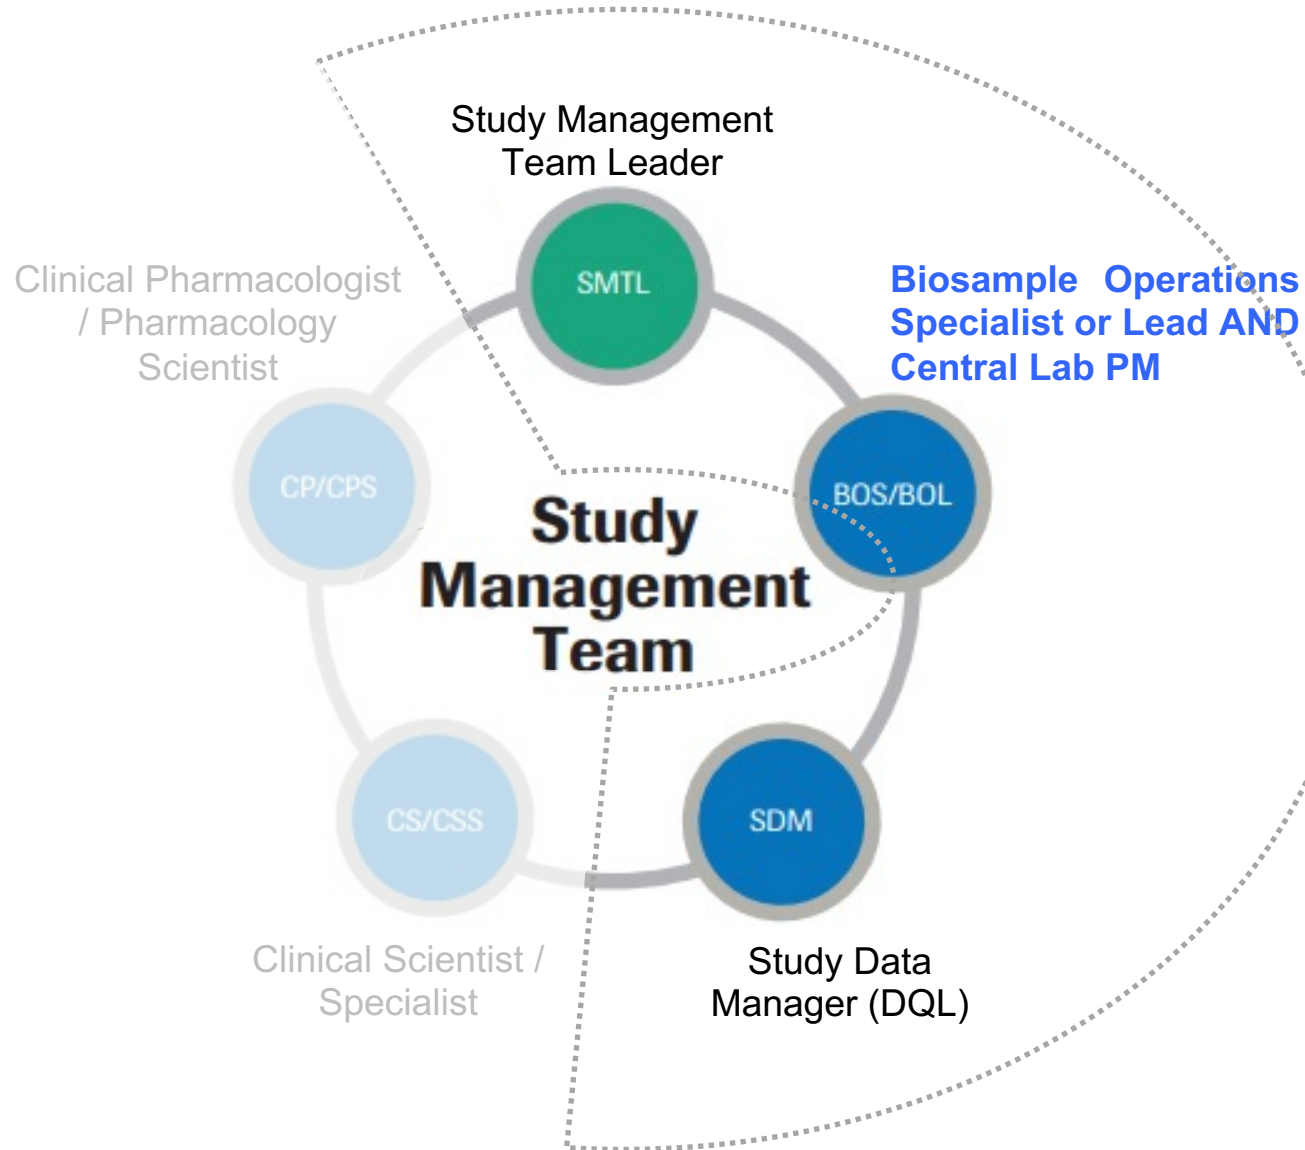 Study Management
Team Leader
SMTL
Clinical Pharmacologist
/ Pharmacology
Scientist
Biosample Operations
Specialist or Lead AND
Central Lab PM
CP/CPS
BOS/BOL
Study
Management
Team
CS/CSS
SDM
Clinical Scientist /
Specialist
Study Data
Manager (DQL)